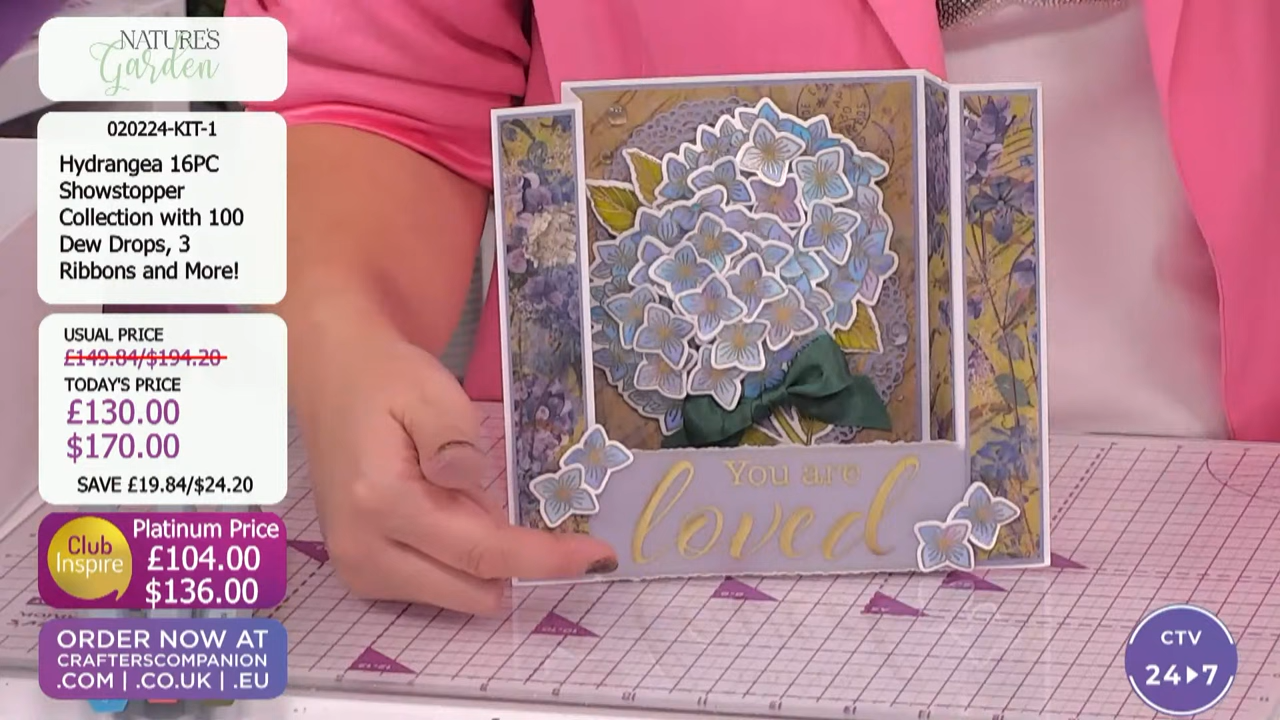 NATURE'S
Garden
020224-KIT-1
Hydrangea 16PC
Showstopper
Collection with 100
Dew Drops, 3
Ribbons and More!
USUAL PRICE
£149.84/$194.20
TODAY'S PRICE
£130.00
$170.00
SAVE £19.84/$24.20
Club
Inspire
Platinum Price
£104.00
$136.00
ORDER NOW AT
CRAFTERSCOMPANION
.COM | .CO.UK | .EU
You are
loved
CTV
24▶7